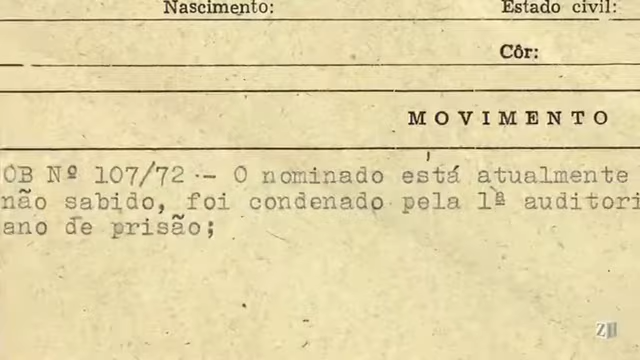 Nascimento: Estado civil:
Côr:
MOVIMENTO
OB Nº 107/72 - O nominado está atualmente
não sabido, foi condenado pela 1ª auditori
ano de prisão;